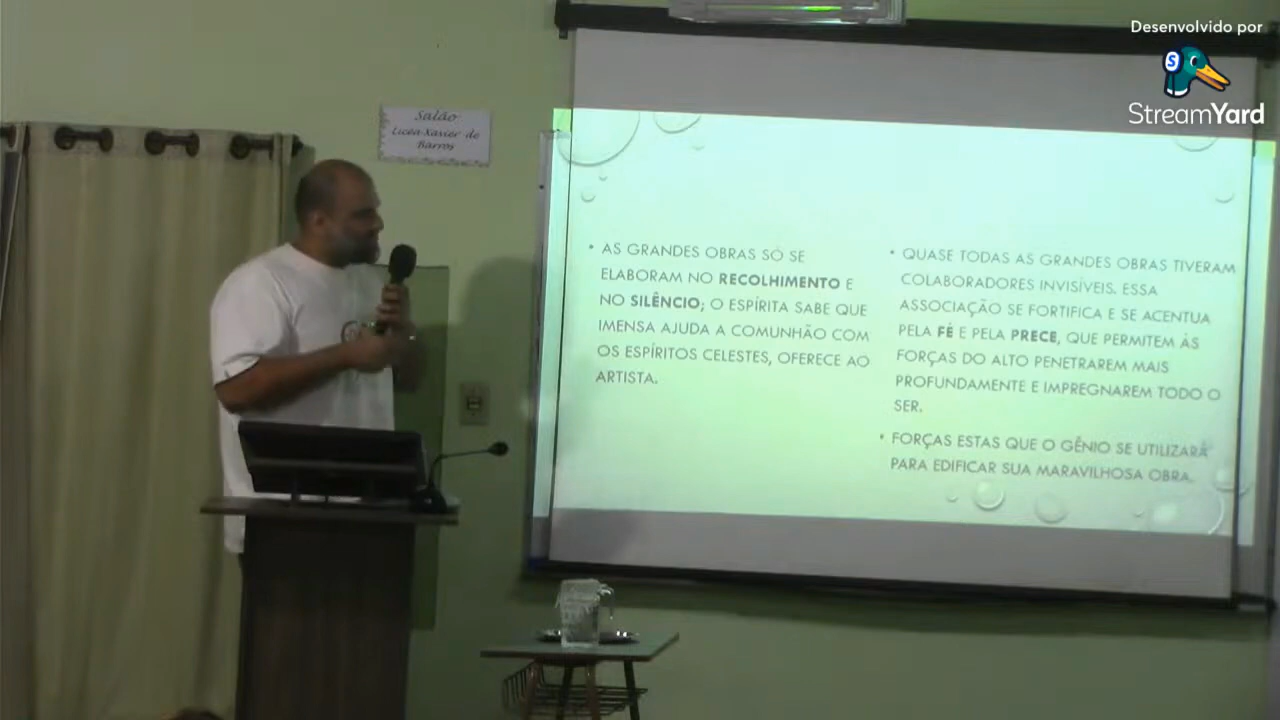 Desenvolvido por
StreamYard
Salão
Licéa Xavier de
Barros
• AS GRANDES OBRAS SÓ SE
ELABORAM NO RECOLHIMENTO E
NO SILÊNCIO; O ESPÍRITA SABE QUE
IMENSA AJUDA A COMUNHÃO COM
OS ESPÍRITOS CELESTES, OFERECE AO
ARTISTA.
• QUASE TODAS AS GRANDES OBRAS TIVERAM
COLABORADORES INVISÍVEIS. ESSA
ASSOCIAÇÃO SE FORTIFICA E SE ACENTUA
PELA FÉ E PELA PRECE, QUE PERMITEM ÀS
FORÇAS DO ALTO PENETRAREM MAIS
PROFUNDAMENTE E IMPREGNAREM TODO O
SER.
• FORÇAS ESTAS QUE O GÊNIO SE UTILIZARÁ
PARA EDIFICAR SUA MARAVILHOSA OBRA.